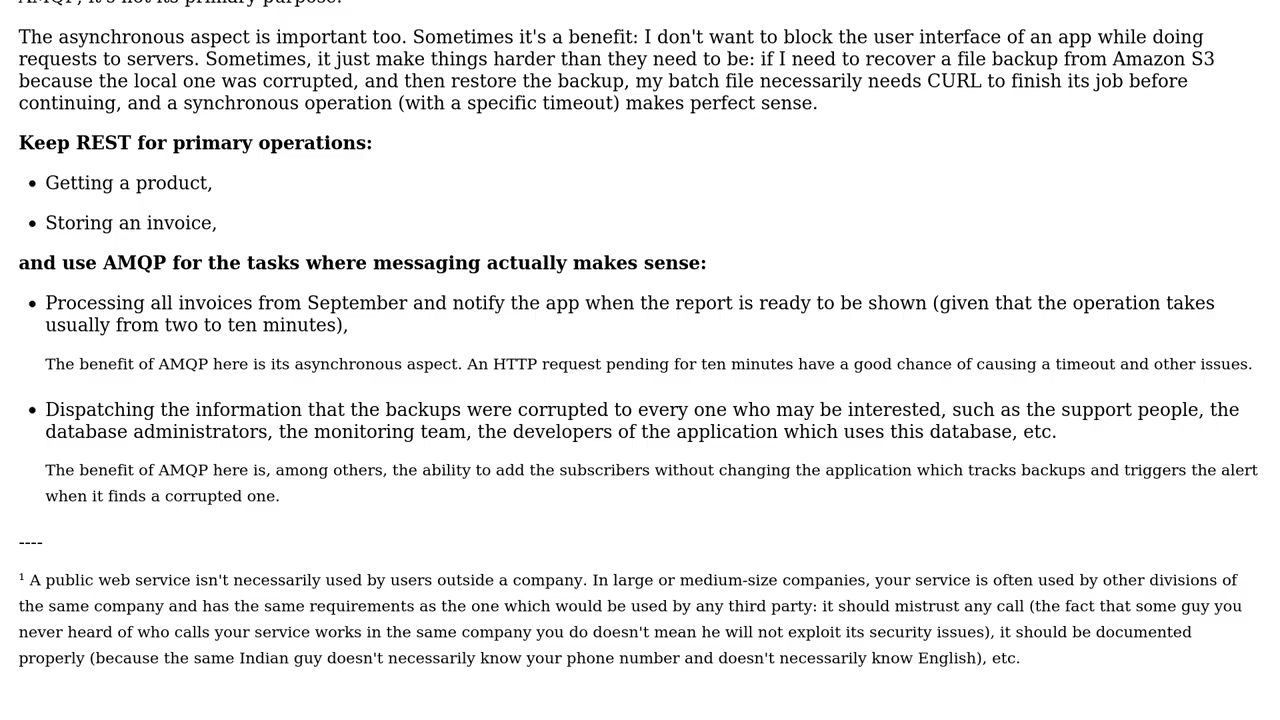 AMQP, it's not its primary purpose.
The asynchronous aspect is important too. Sometimes it's a benefit: I don't want to block the user interface of an app while doing
requests to servers. Sometimes, it just make things harder than they need to be: if I need to recover a file backup from Amazon S3
because the local one was corrupted, and then restore the backup, my batch file necessarily needs CURL to finish its job before
continuing, and a synchronous operation (with a specific timeout) makes perfect sense.
Keep REST for primary operations:
• Getting a product,
• Storing an invoice,
and use AMQP for the tasks where messaging actually makes sense:
• Processing all invoices from September and notify the app when the report is ready to be shown (given that the operation takes
usually from two to ten minutes),
The benefit of AMQP here is its asynchronous aspect. An HTTP request pending for ten minutes have a good chance of causing a timeout and other issues.
• Dispatching the information that the backups were corrupted to every one who may be interested, such as the support people, the
database administrators, the monitoring team, the developers of the application which uses this database, etc.
The benefit of AMQP here is, among others, the ability to add the subscribers without changing the application which tracks backups and triggers the alert
when it finds a corrupted one.
----
¹ A public web service isn't necessarily used by users outside a company. In large or medium-size companies, your service is often used by other divisions of
the same company and has the same requirements as the one which would be used by any third party: it should mistrust any call (the fact that some guy you
never heard of who calls your service works in the same company you do doesn't mean he will not exploit its security issues), it should be documented
properly (because the same Indian guy doesn't necessarily know your phone number and doesn't necessarily know English), etc.